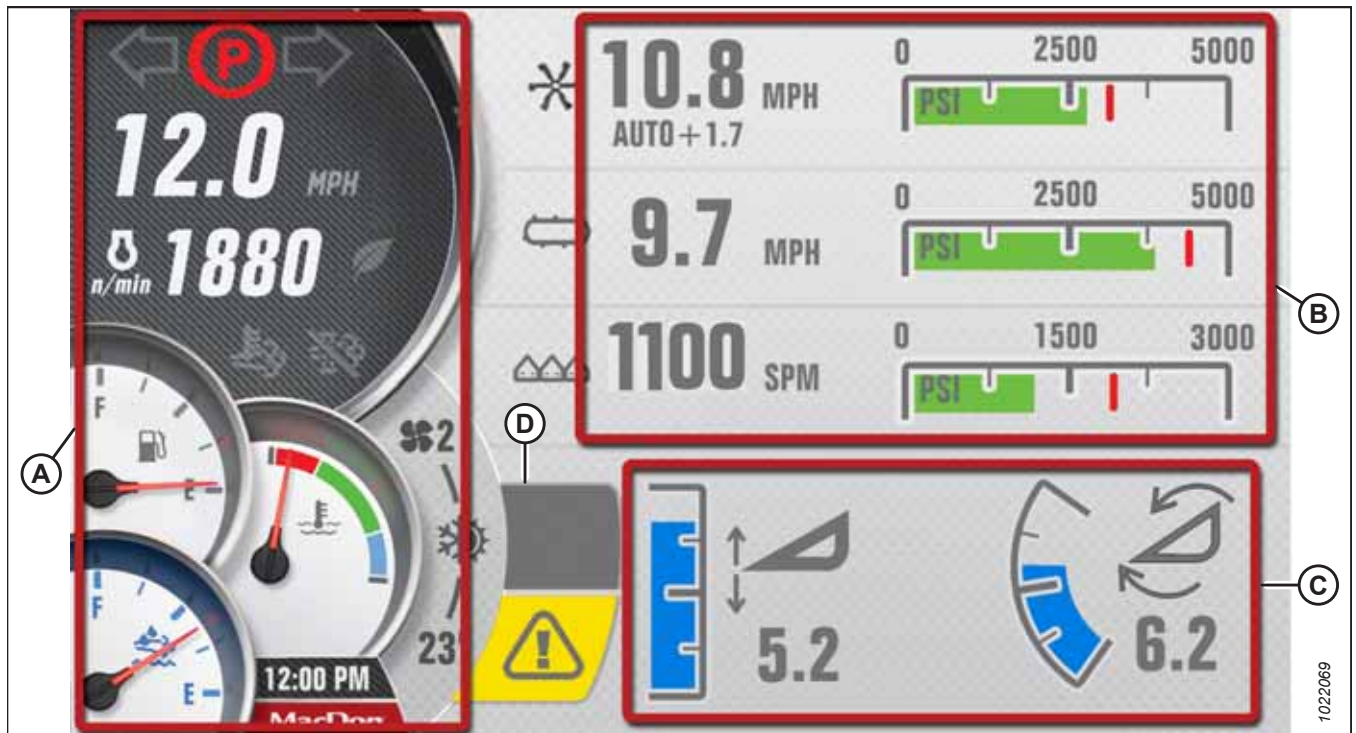 P
12.0 MPH
n/min 1880
F
E
F
E
2
23°
12:00 PM
MacDon
10.8 MPH
AUTO+1.7
0 2500 5000
PSI
9.7 MPH
0 2500 5000
PSI
1100 SPM
0 1500 3000
PSI
5.2
6.2
A
B
C
D
1022069